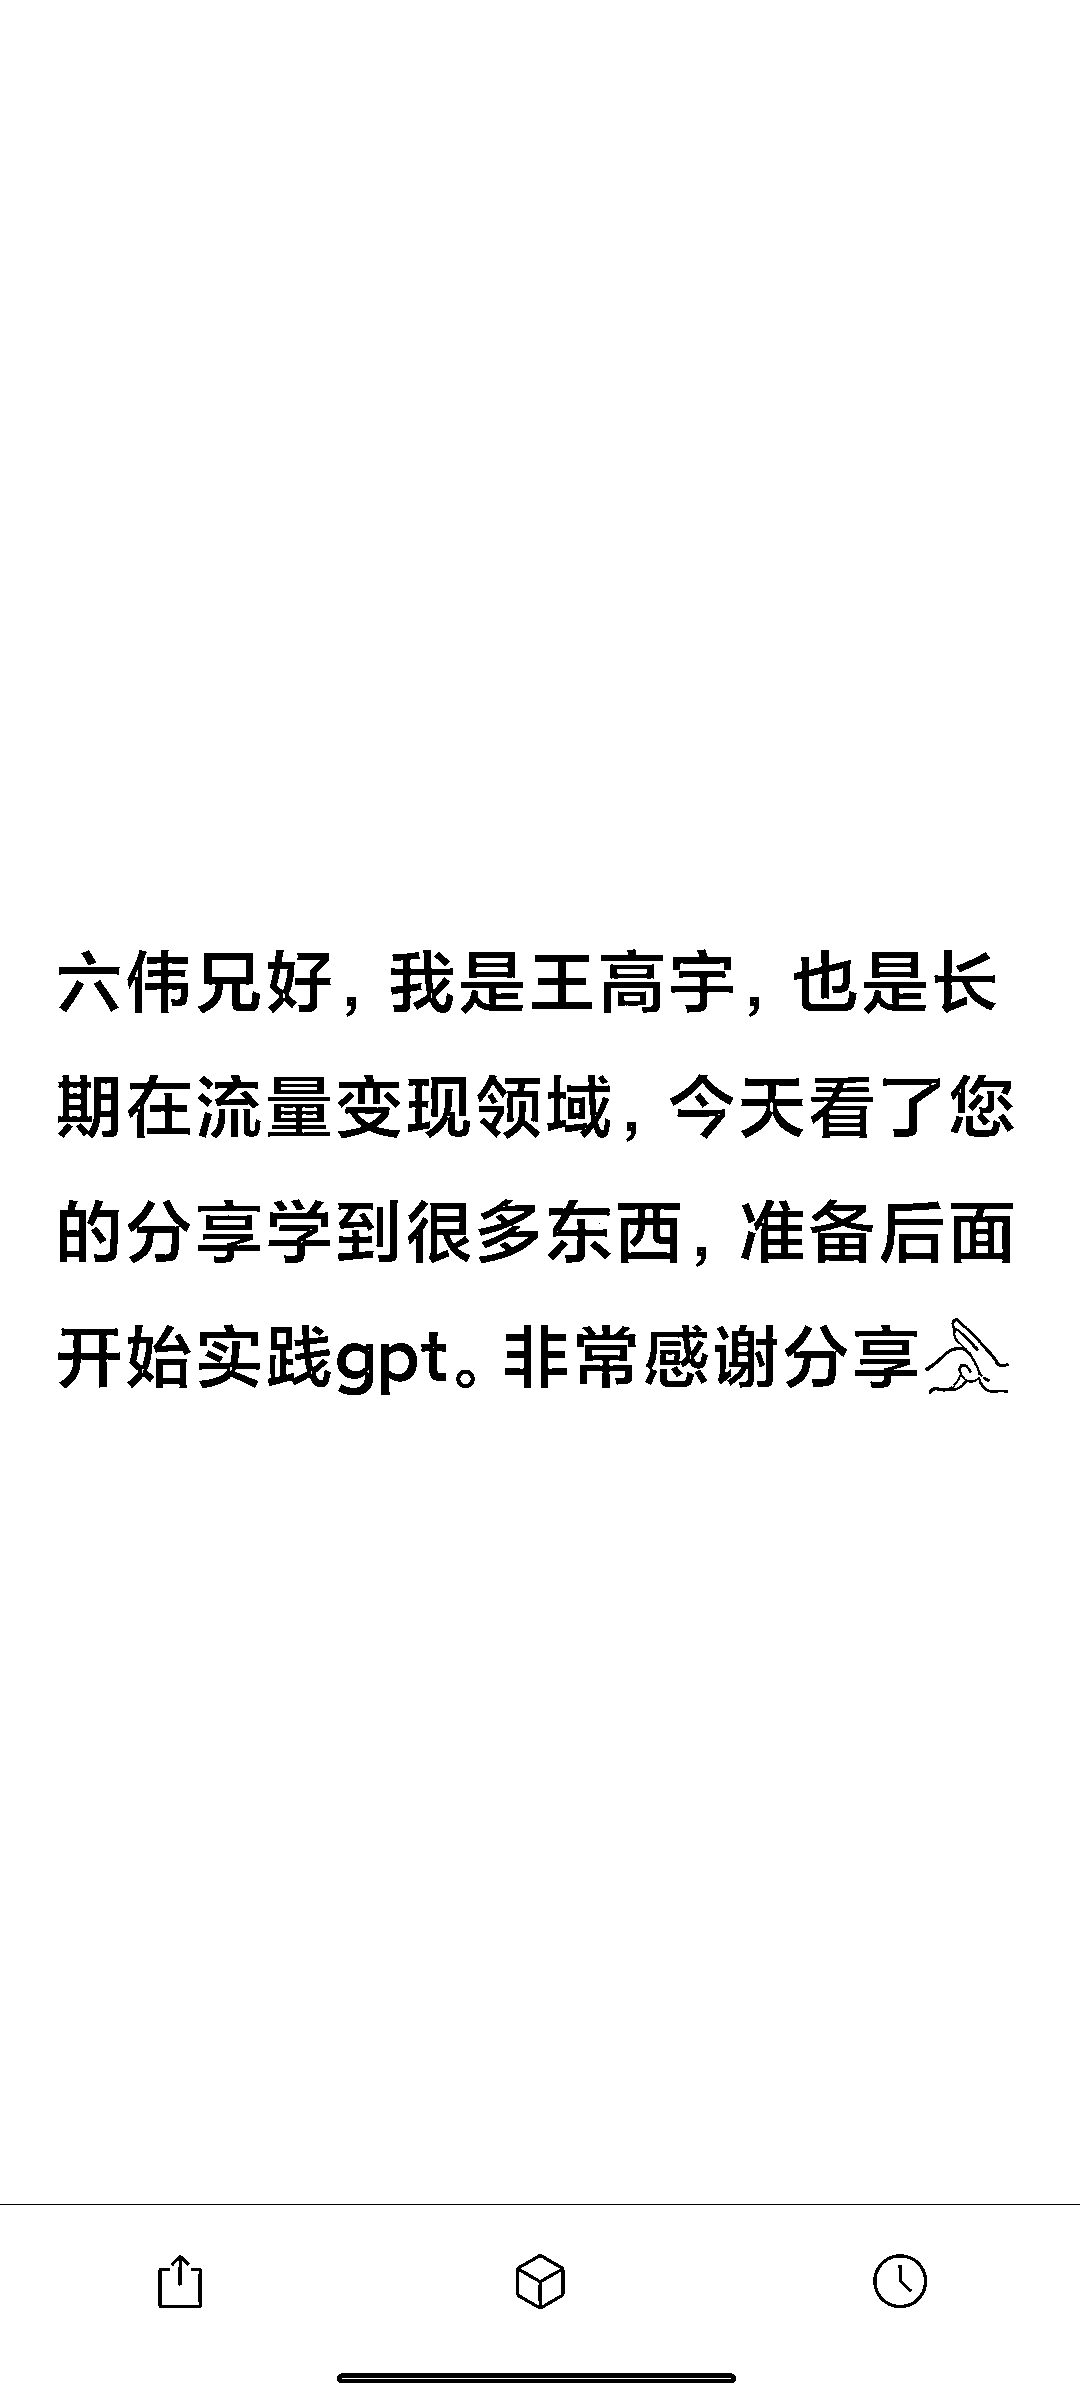 六伟兄好，我是王高宇，也是长
期在流量变现领域，今天看了您
的分享学到很多东西，准备后面
开始实践gpt。非常感谢分享